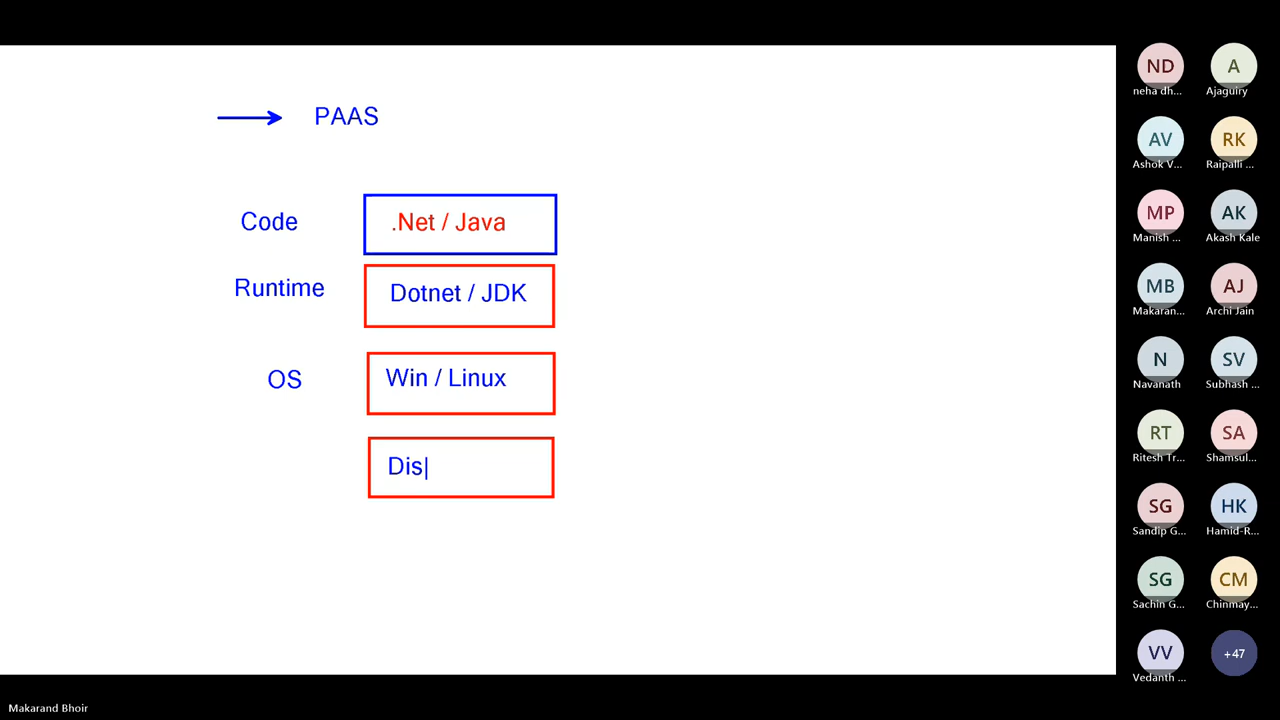 PAAS
Code
.Net / Java
Runtime
Dotnet / JDK
OS
Win / Linux
Dis
ND
neha dh...
A
Ajaguiry
AV
Ashok V...
RK
Raipalli ...
MP
Manish ...
AK
Akash Kale
MB
Makaran...
AJ
Archi Jain
N
Navanath
SV
Subhash ...
RT
Ritesh Tr...
SA
Shamsul...
SG
Sandip G...
HK
Hamid-R...
SG
Sachin G...
CM
Chinmay...
VV
Vedanth ...
+47
Makarand Bhoir